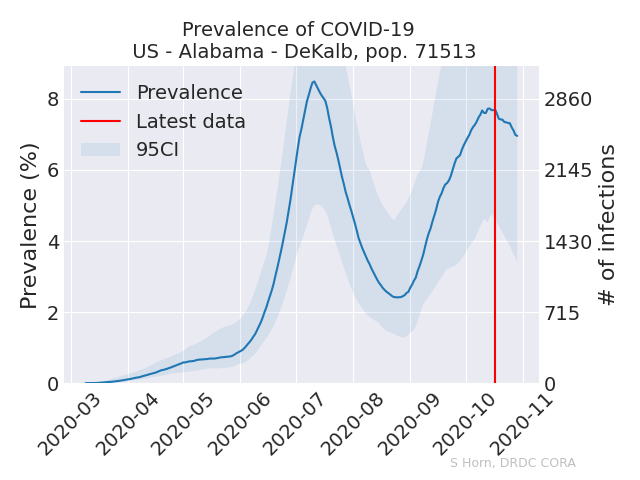 Prevalence of COVID-19
US - Alabama - DeKalb, pop. 71513
Prevalence
Latest data
95CI
Prevalence (%)
8
6
4
2
0
2860
2145
1430
715
0
# of infections
2020-03
2020-04
2020-05
2020-06
2020-07
2020-08
2020-09
2020-10
2020-11
S Horn, DRDC CORA